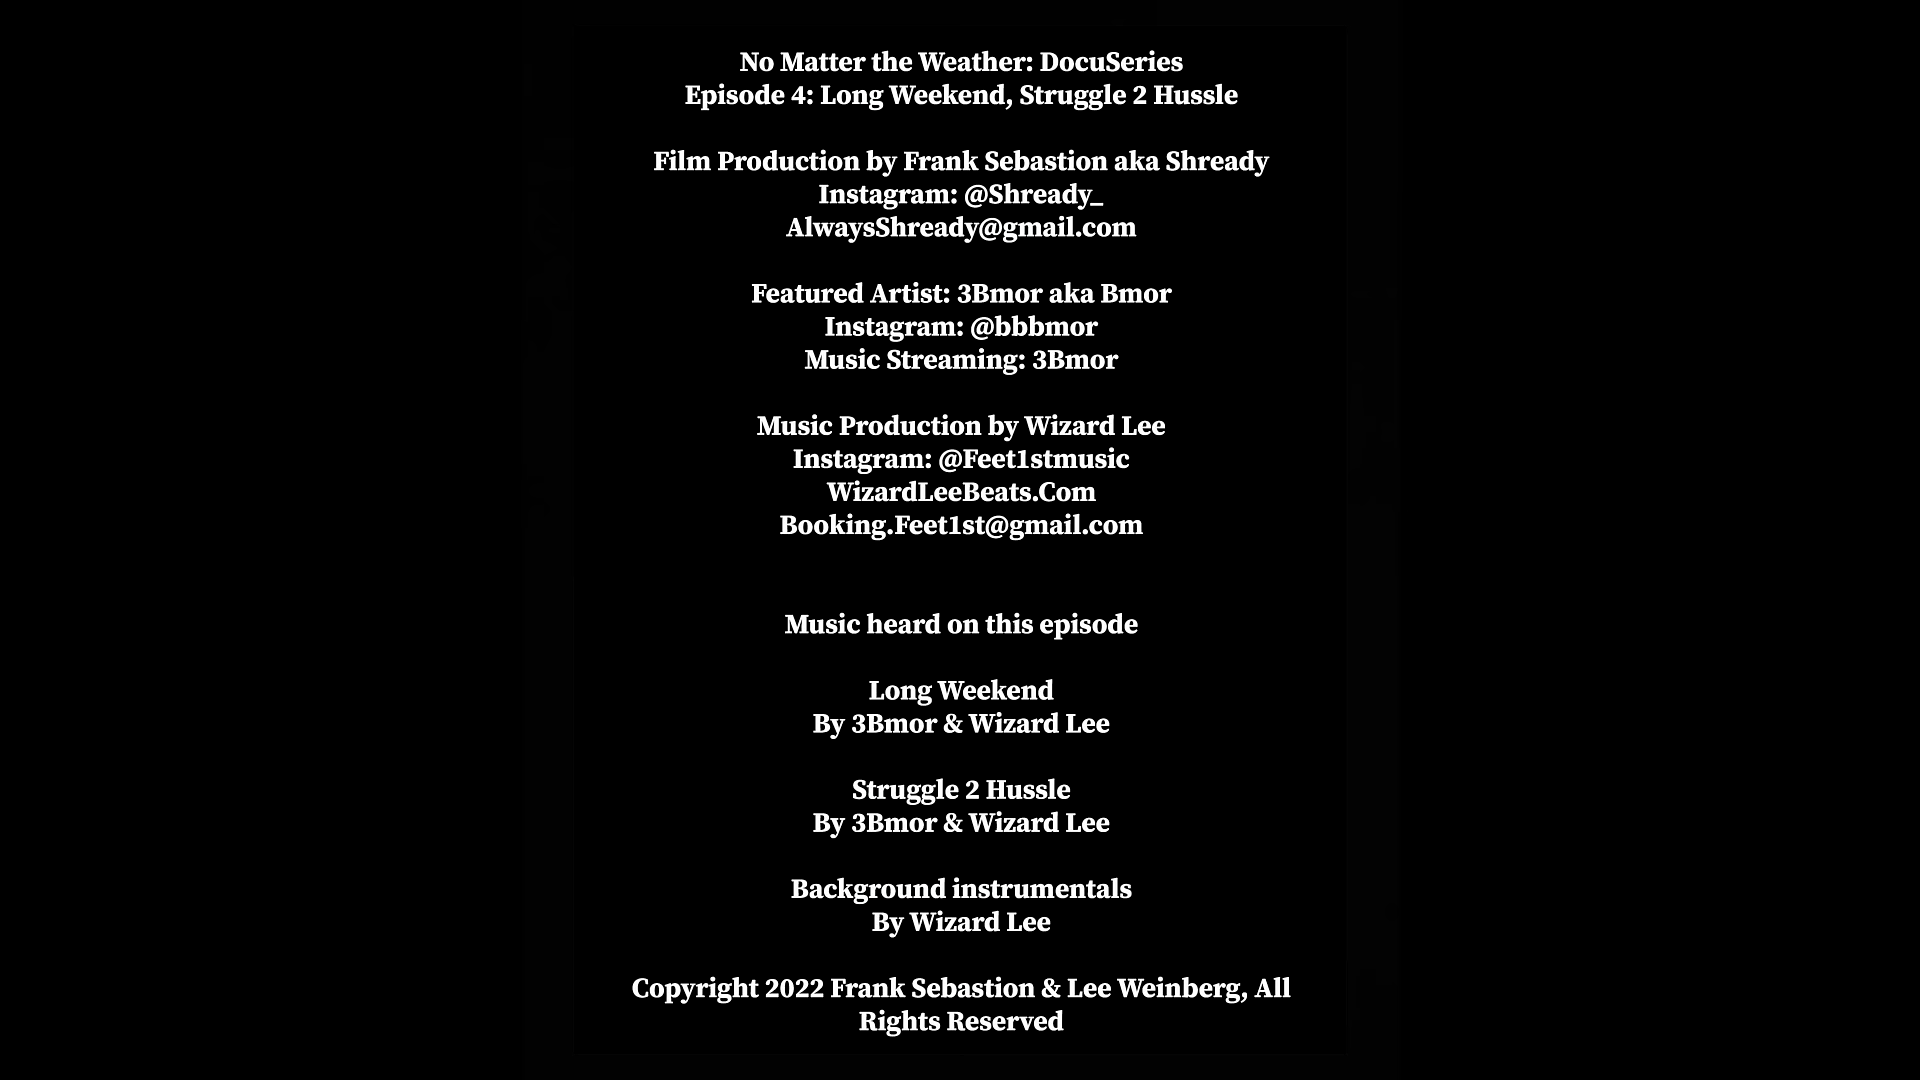 No Matter the Weather: DocuSeries
Episode 4: Long Weekend, Struggle 2 Hussle
Film Production by Frank Sebastion aka Shready
Instagram: @Shready_
AlwaysShready@gmail.com
Featured Artist: 3Bmor aka Bmor
Instagram: @bbbmor
Music Streaming: 3Bmor
Music Production by Wizard Lee
Instagram: @Feet1stmusic
WizardLeeBeats.Com
Booking.Feet1st@gmail.com
Music heard on this episode
Long Weekend
By 3Bmor & Wizard Lee
Struggle 2 Hussle
By 3Bmor & Wizard Lee
Background instrumentals
By Wizard Lee
Copyright 2022 Frank Sebastion & Lee Weinberg, All
Rights Reserved